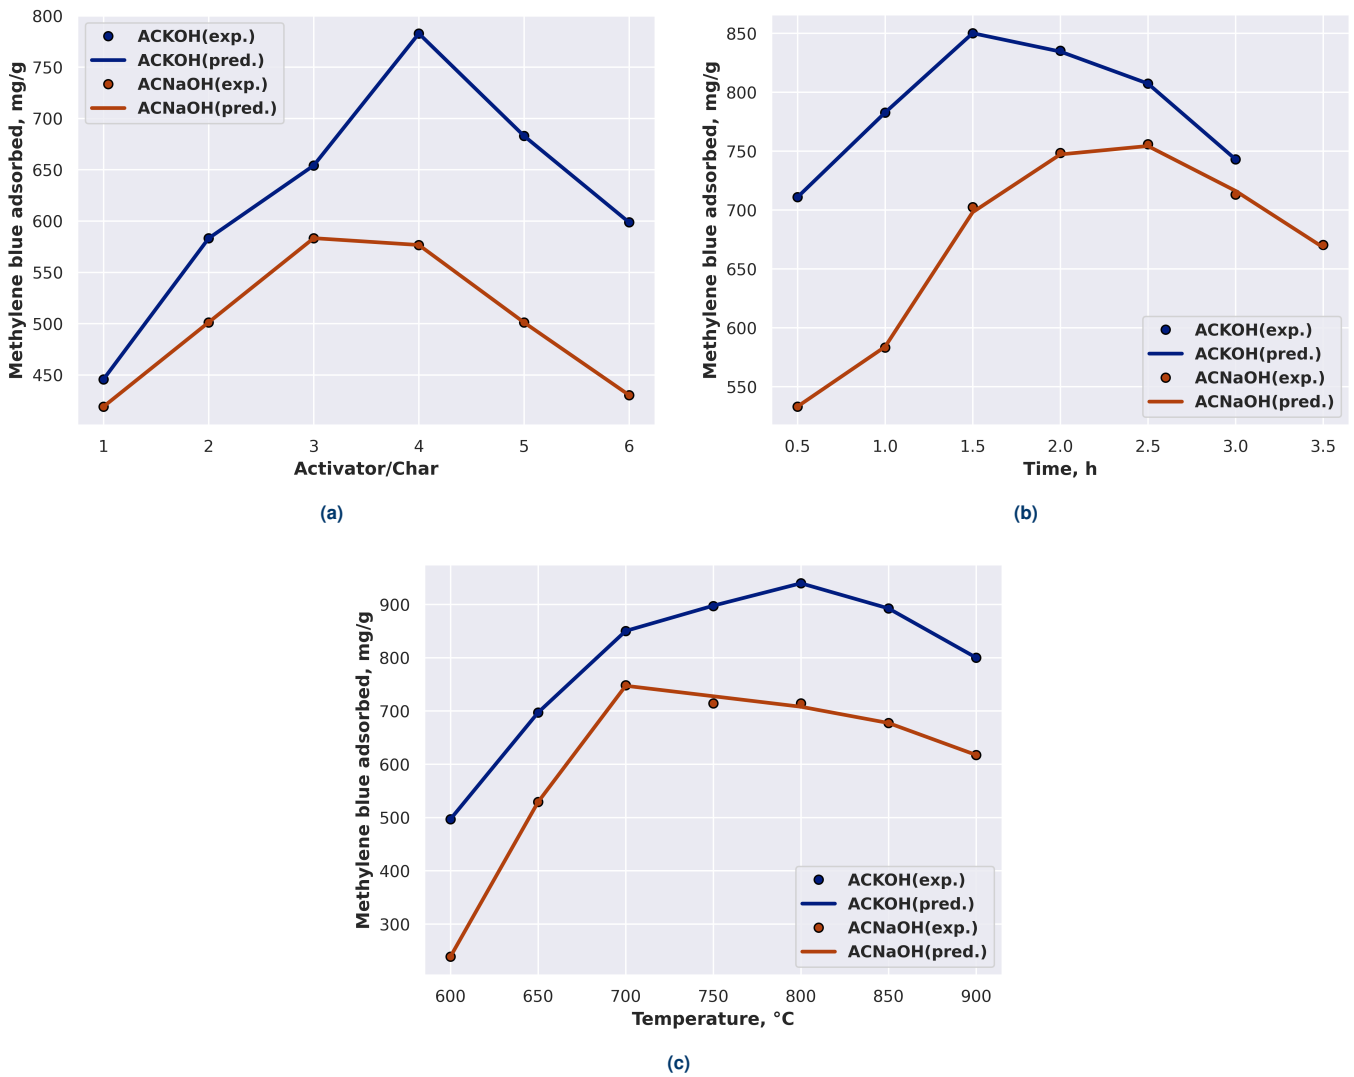 Methylene blue adsorbed, mg/g
800
750
700
650
600
550
500
450
ACKOH(exp.)
ACKOH(pred.)
ACNaOH(exp.)
ACNaOH(pred.)
1 2 3 4 5 6
Activator/Char
(a)
Methylene blue adsorbed, mg/g
850
800
750
700
650
600
550
ACKOH(exp.)
ACKOH(pred.)
ACNaOH(exp.)
ACNaOH(pred.)
0.5 1.0 1.5 2.0 2.5 3.0 3.5
Time, h
(b)
Methylene blue adsorbed, mg/g
900
800
700
600
500
400
300
ACKOH(exp.)
ACKOH(pred.)
ACNaOH(exp.)
ACNaOH(pred.)
600 650 700 750 800 850 900
Temperature, °C
(c)